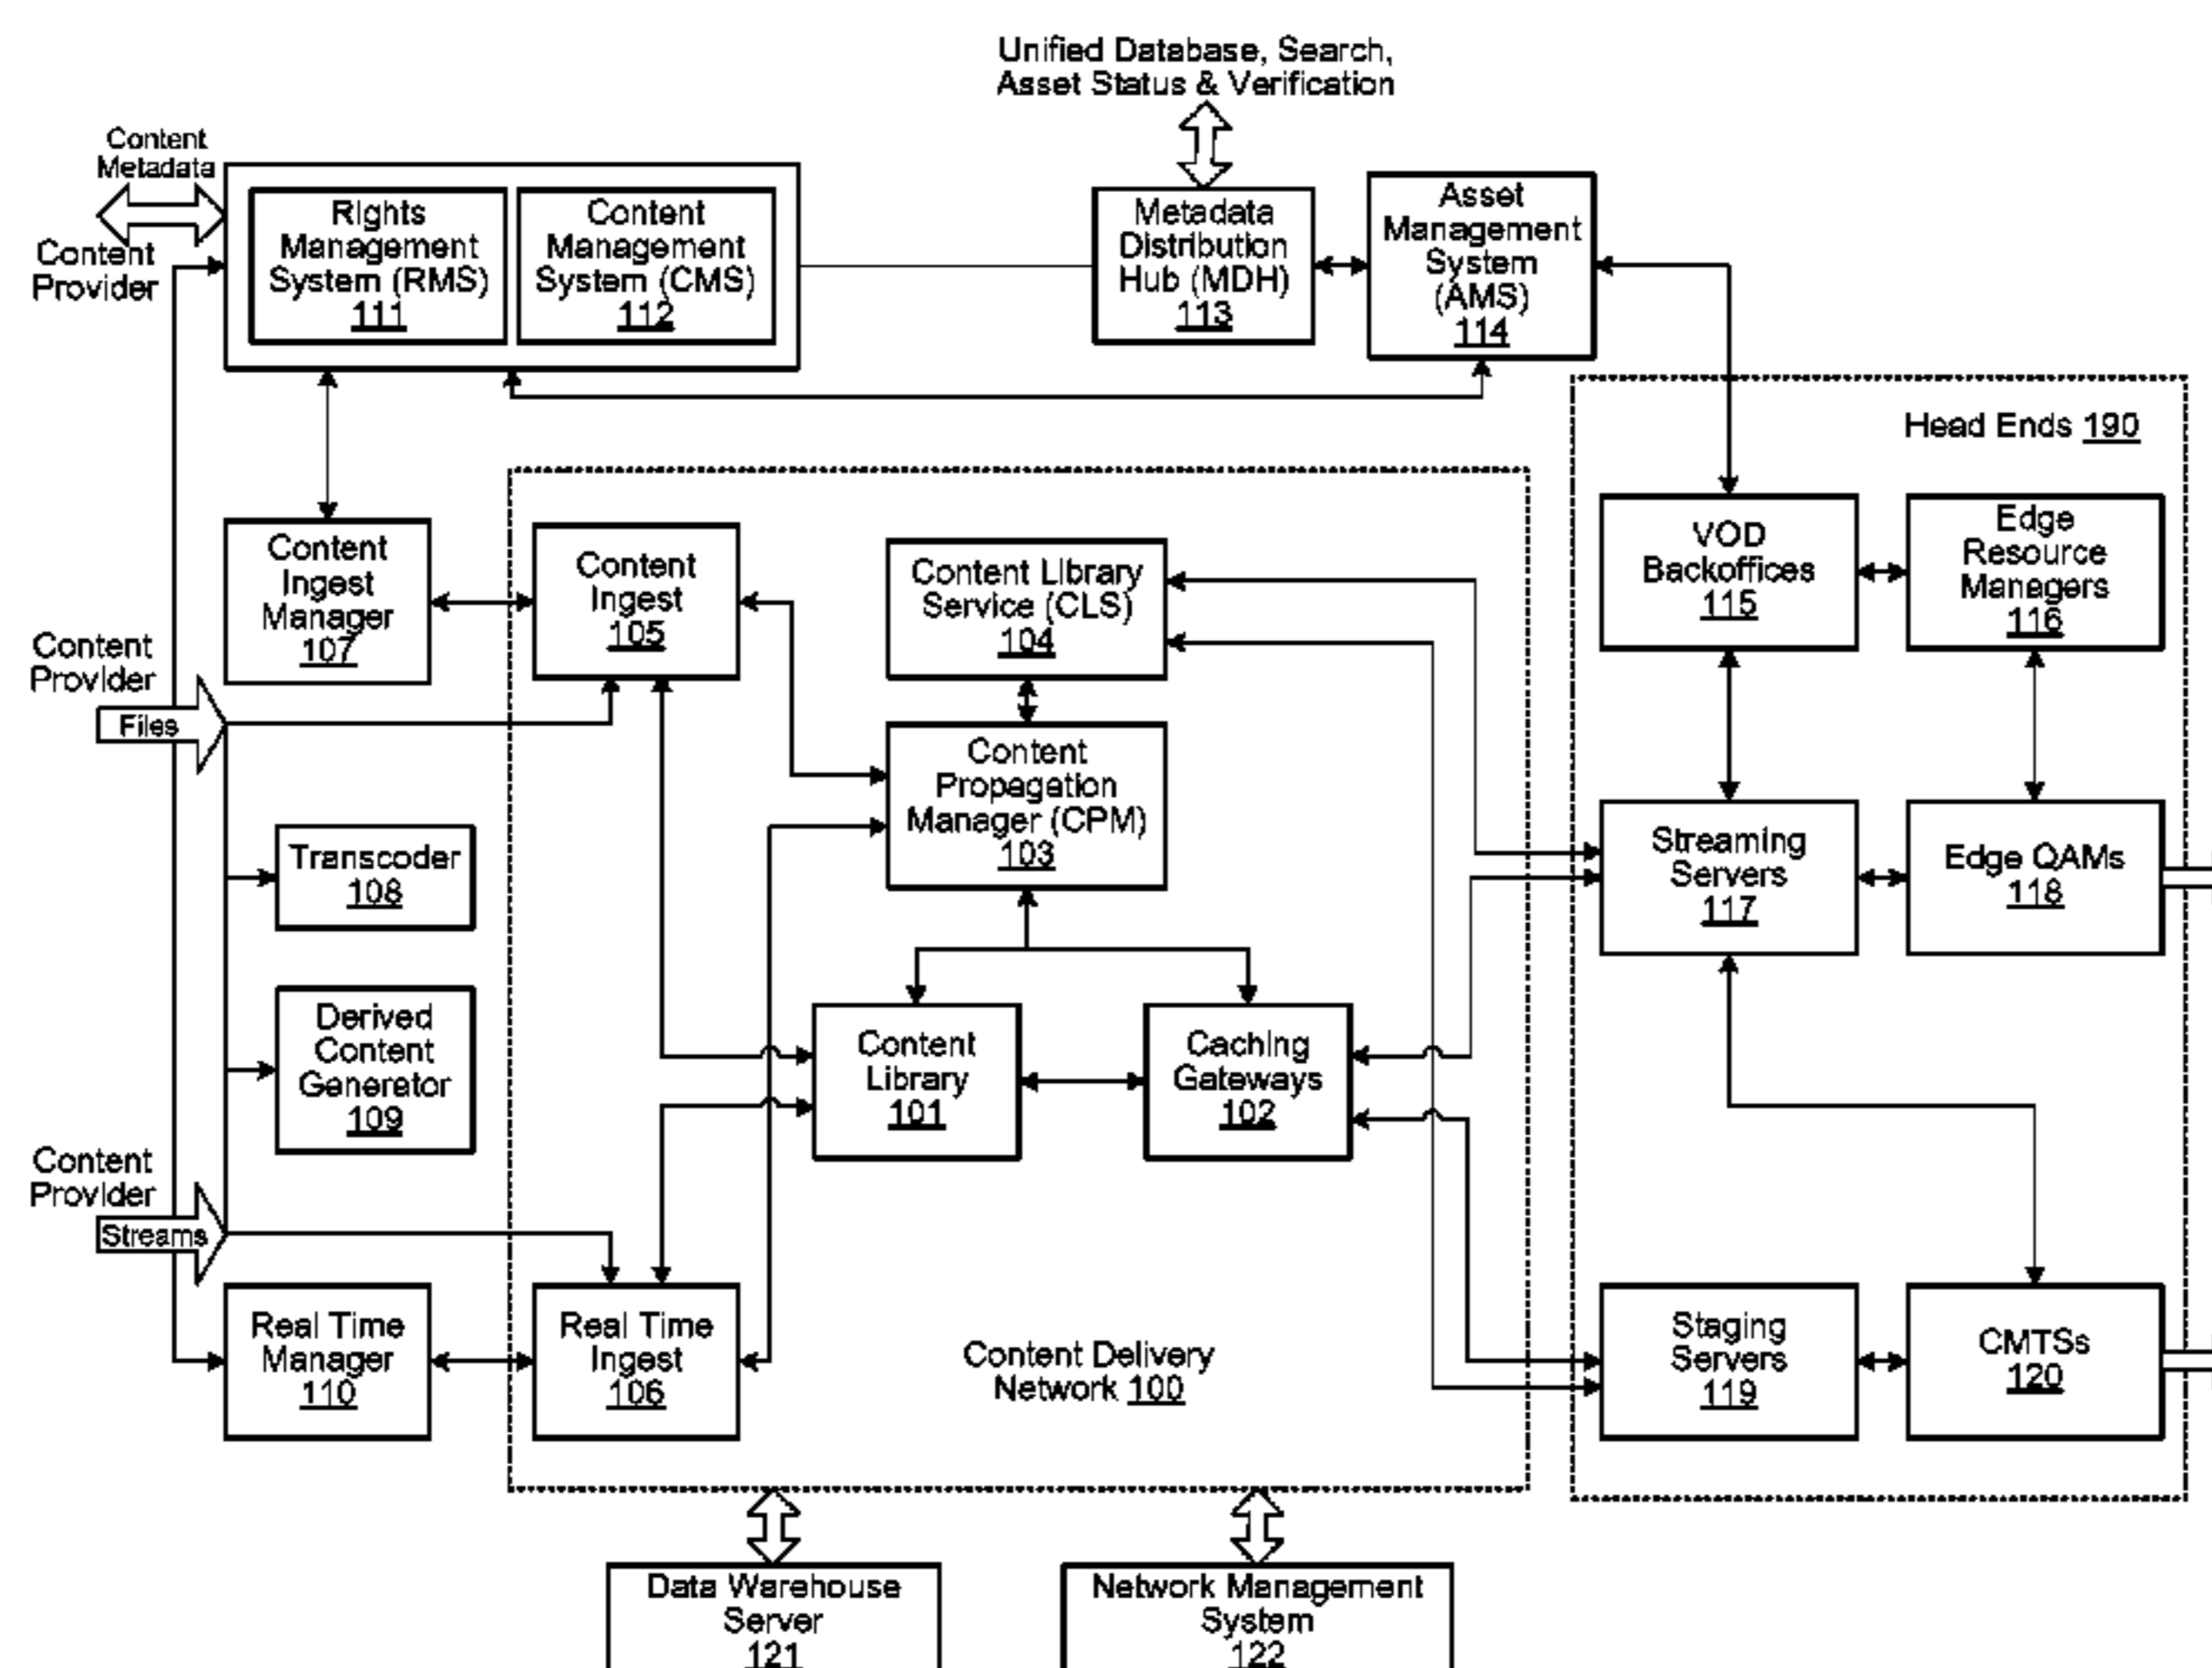 Unified Database, Search,
Asset Status & Verification
Content
Metadata
Content
Provider
Rights
Management
System (RMS)
111
Content
Management
System (CMS)
112
Metadata
Distribution
Hub (MDH)
113
Asset
Management
System
(AMS)
114
Head Ends 190
Content
Ingest
Manager
107
Content
Ingest
105
Content Library
Service (CLS)
104
VOD
Backoffices
115
Edge
Resource
Managers
116
Content
Provider
Files
Content
Propagation
Manager (CPM)
103
Transcoder
108
Streaming
Servers
117
Edge QAMs
118
Derived
Content
Generator
109
Content
Library
101
Caching
Gateways
102
Content
Provider
Streams
Real Time
Manager
110
Real Time
Ingest
106
Content Delivery
Network 100
Staging
Servers
119
CMTSs
120
Data Warehouse
Server
121
Network Management
System
122